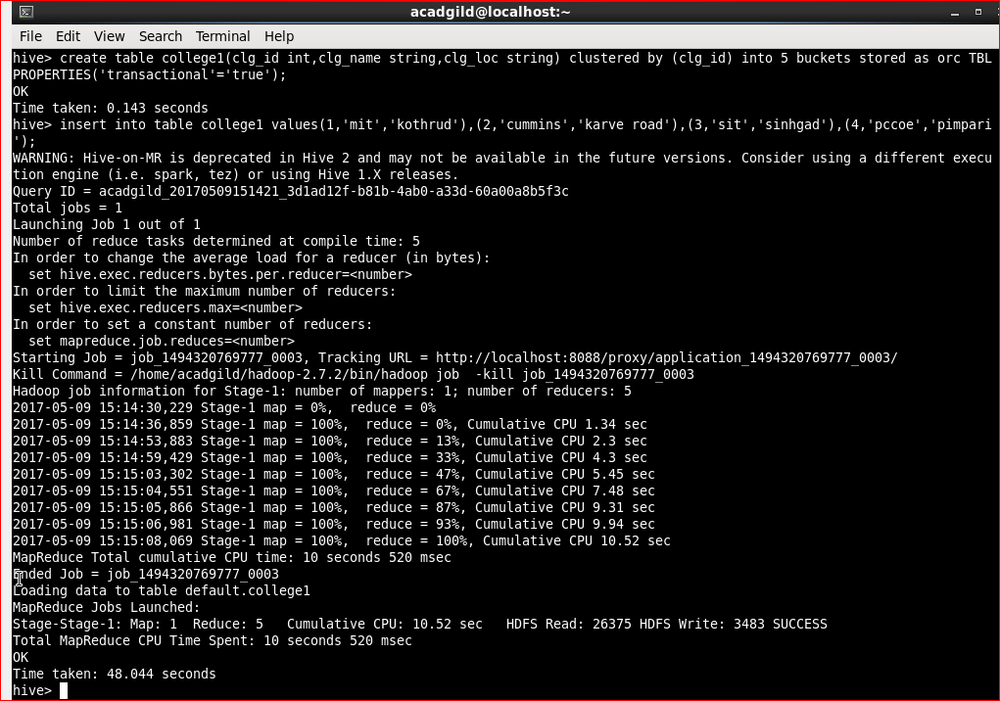 acadgild@localhost:~
File Edit View Search Terminal Help
hive> create table college1(clg_id int,clg_name string,clg_loc string) clustered by (clg_id) into 5 buckets stored as orc TBL
PROPERTIES('transactional'='true');
OK
Time taken: 0.143 seconds
hive> insert into table college1 values(1,'mit','kothrud'),(2,'cummins','karve road'),(3,'sit','sinhgad'),(4,'pccoe','pimpari
');
WARNING: Hive-on-MR is deprecated in Hive 2 and may not be available in the future versions. Consider using a different execu
tion engine (i.e. spark, tez) or using Hive 1.X releases.
Query ID = acadgild_20170509151421_3d1ad12f-b81b-4ab0-a33d-60a00a8b5f3c
Total jobs = 1
Launching Job 1 out of 1
Number of reduce tasks determined at compile time: 5
In order to change the average load for a reducer (in bytes):
  set hive.exec.reducers.bytes.per.reducer=<number>
In order to limit the maximum number of reducers:
  set hive.exec.reducers.max=<number>
In order to set a constant number of reducers:
  set mapreduce.job.reduces=<number>
Starting Job = job_1494320769777_0003, Tracking URL = http://localhost:8088/proxy/application_1494320769777_0003/
Kill Command = /home/acadgild/hadoop-2.7.2/bin/hadoop job  -kill job_1494320769777_0003
Hadoop job information for Stage-1: number of mappers: 1; number of reducers: 5
2017-05-09 15:14:30,229 Stage-1 map = 0%,  reduce = 0%
2017-05-09 15:14:36,859 Stage-1 map = 100%,  reduce = 0%, Cumulative CPU 1.34 sec
2017-05-09 15:14:53,883 Stage-1 map = 100%,  reduce = 13%, Cumulative CPU 2.3 sec
2017-05-09 15:14:59,429 Stage-1 map = 100%,  reduce = 33%, Cumulative CPU 4.3 sec
2017-05-09 15:15:03,302 Stage-1 map = 100%,  reduce = 47%, Cumulative CPU 5.45 sec
2017-05-09 15:15:04,551 Stage-1 map = 100%,  reduce = 67%, Cumulative CPU 7.48 sec
2017-05-09 15:15:05,866 Stage-1 map = 100%,  reduce = 87%, Cumulative CPU 9.31 sec
2017-05-09 15:15:06,981 Stage-1 map = 100%,  reduce = 93%, Cumulative CPU 9.94 sec
2017-05-09 15:15:08,069 Stage-1 map = 100%,  reduce = 100%, Cumulative CPU 10.52 sec
MapReduce Total cumulative CPU time: 10 seconds 520 msec
Ended Job = job_1494320769777_0003
Loading data to table default.college1
MapReduce Jobs Launched:
Stage-Stage-1: Map: 1  Reduce: 5   Cumulative CPU: 10.52 sec   HDFS Read: 26375 HDFS Write: 3483 SUCCESS
Total MapReduce CPU Time Spent: 10 seconds 520 msec
OK
Time taken: 48.044 seconds
hive>